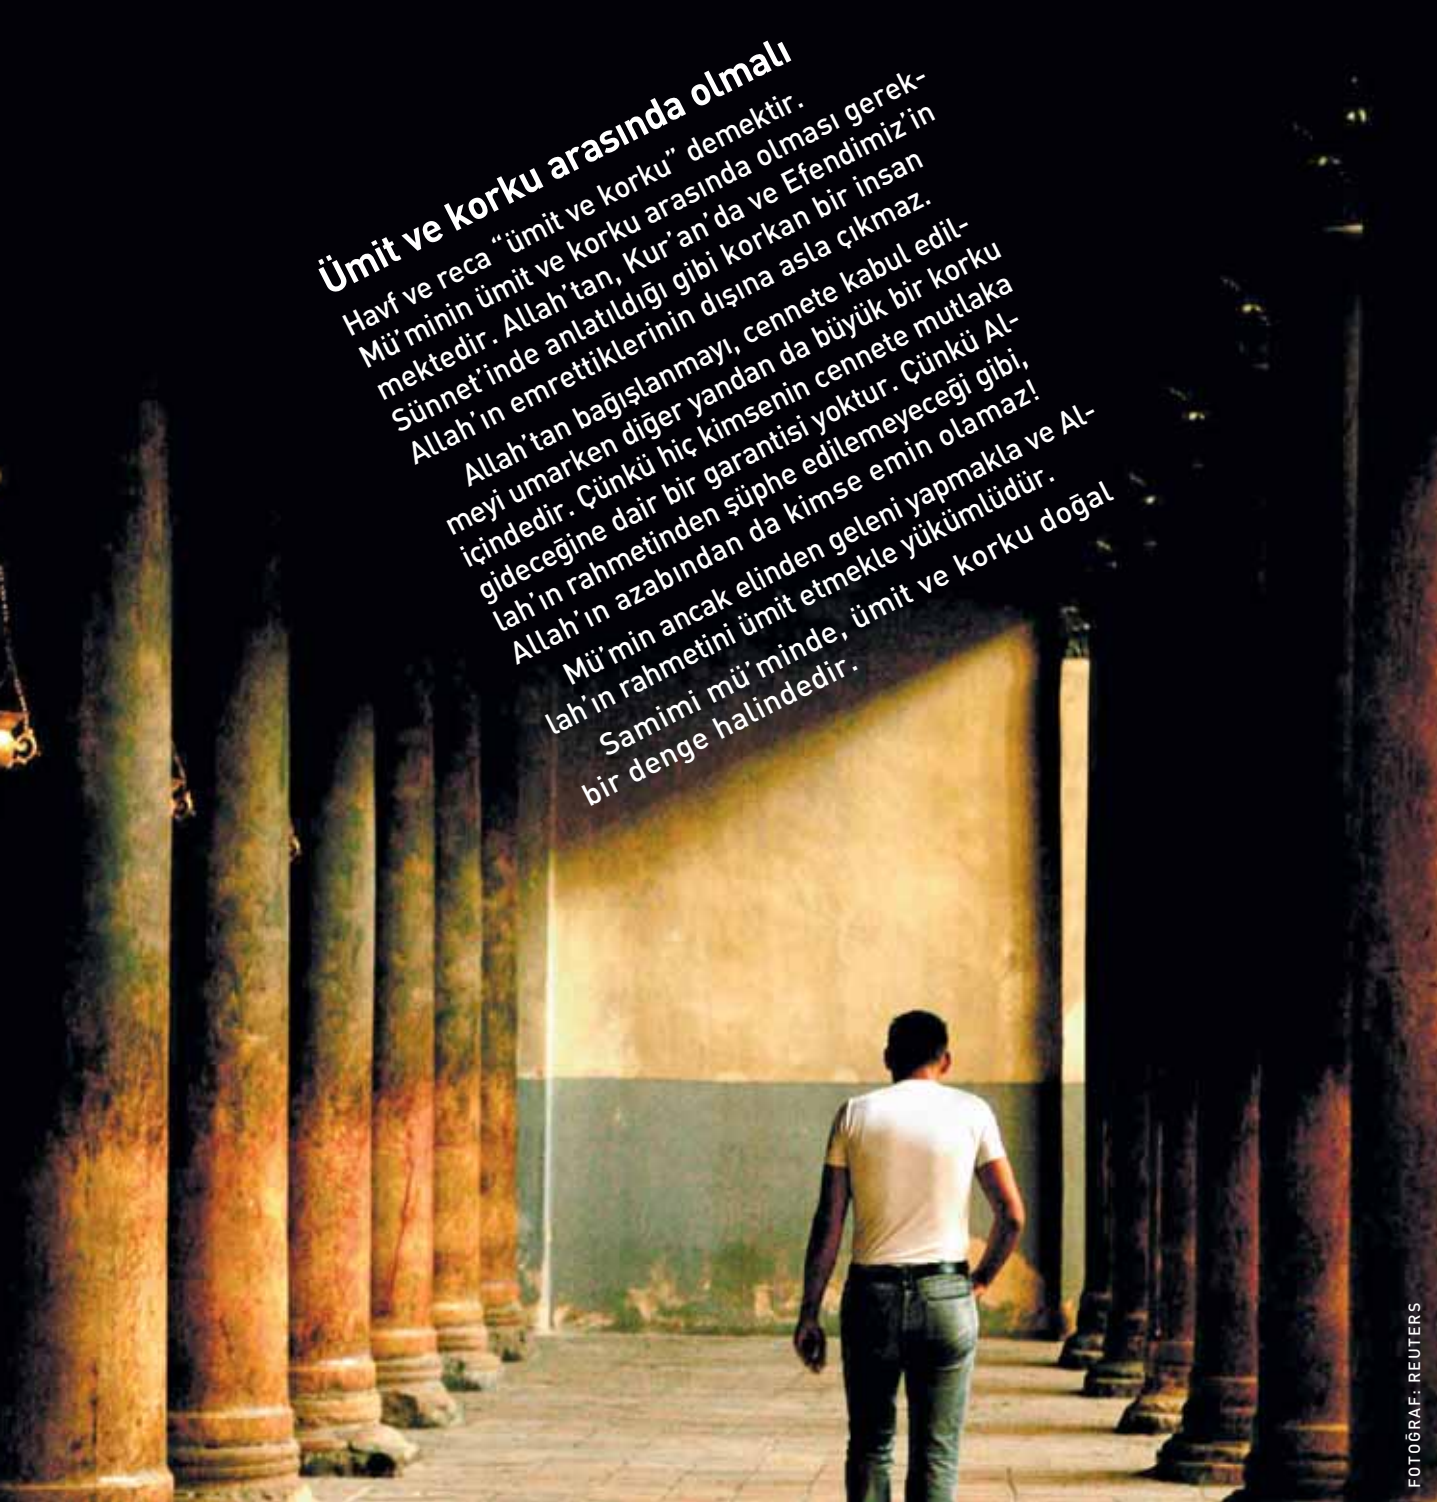 Ümit ve korku arasında olmalı
Havf ve reca “ümit ve korku” demektir.
Mü’minin ümit ve korku arasında olması gerek-
mektedir. Allah’tan, Kur’an’da ve Efendimiz’in
Sünnet’inde anlatıldığı gibi korkan bir insan
Allah’ın emrettiklerinin dışına asla çıkmaz.
Allah’tan bağışlanmayı, cennete kabul edil-
meyi umarken diğer yandan da büyük bir korku
içindedir. Çünkü hiç kimsenin cennete mutlaka
gideceğine dair bir garantisi yoktur. Çünkü Al-
lah’ın rahmetinden şüphe edilemeyeceği gibi,
Allah’ın azabından da kimse emin olamaz!
Mü’min ancak elinden geleni yapmakla ve Al-
lah’ın rahmetini ümit etmekle yükümlüdür.
Samimi mü’minde, ümit ve korku doğal
bir denge halindedir.
FOTOĞRAF: REUTERS